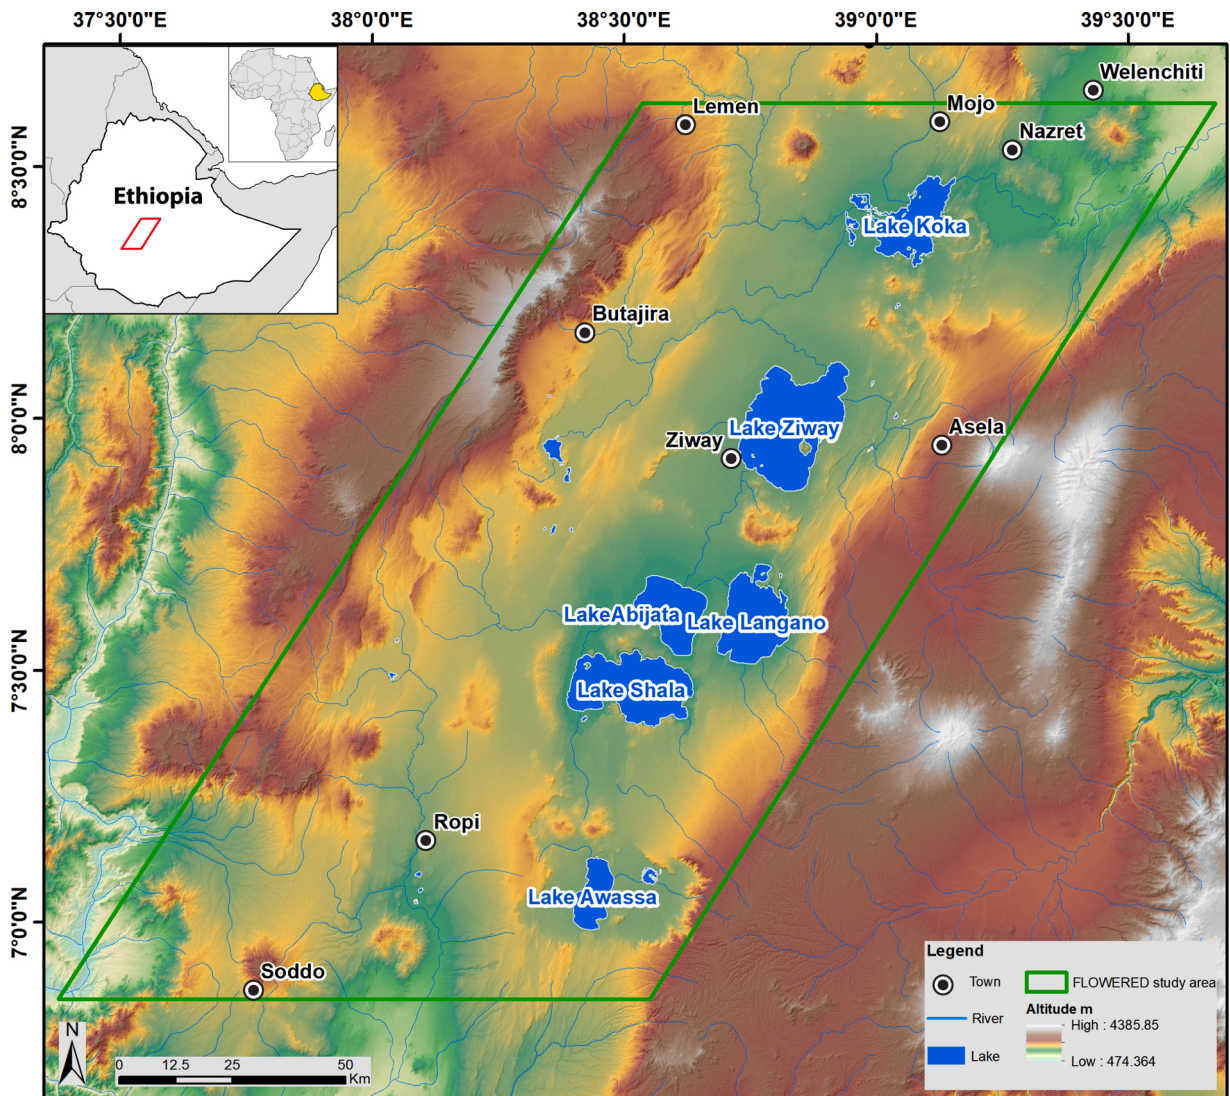 37°30'0"E
38°0'0"E
38°30'0"E
39°0'0"E
39°30'0"E
8°30'0"N
8°0'0"N
7°30'0"N
7°0'0"N
Ethiopia
Welenchiti
Lemen
Mojo
Nazret
Lake Koka
Butajira
Lake Ziway
Ziway
Asela
LakeAbijata
Lake Langano
Lake Shala
Ropi
Lake Awassa
Soddo
N
0 12.5 25 50
Km
Legend
Town
FLOWERED study area
River
Altitude m
High : 4385.85
Lake
Low : 474.364